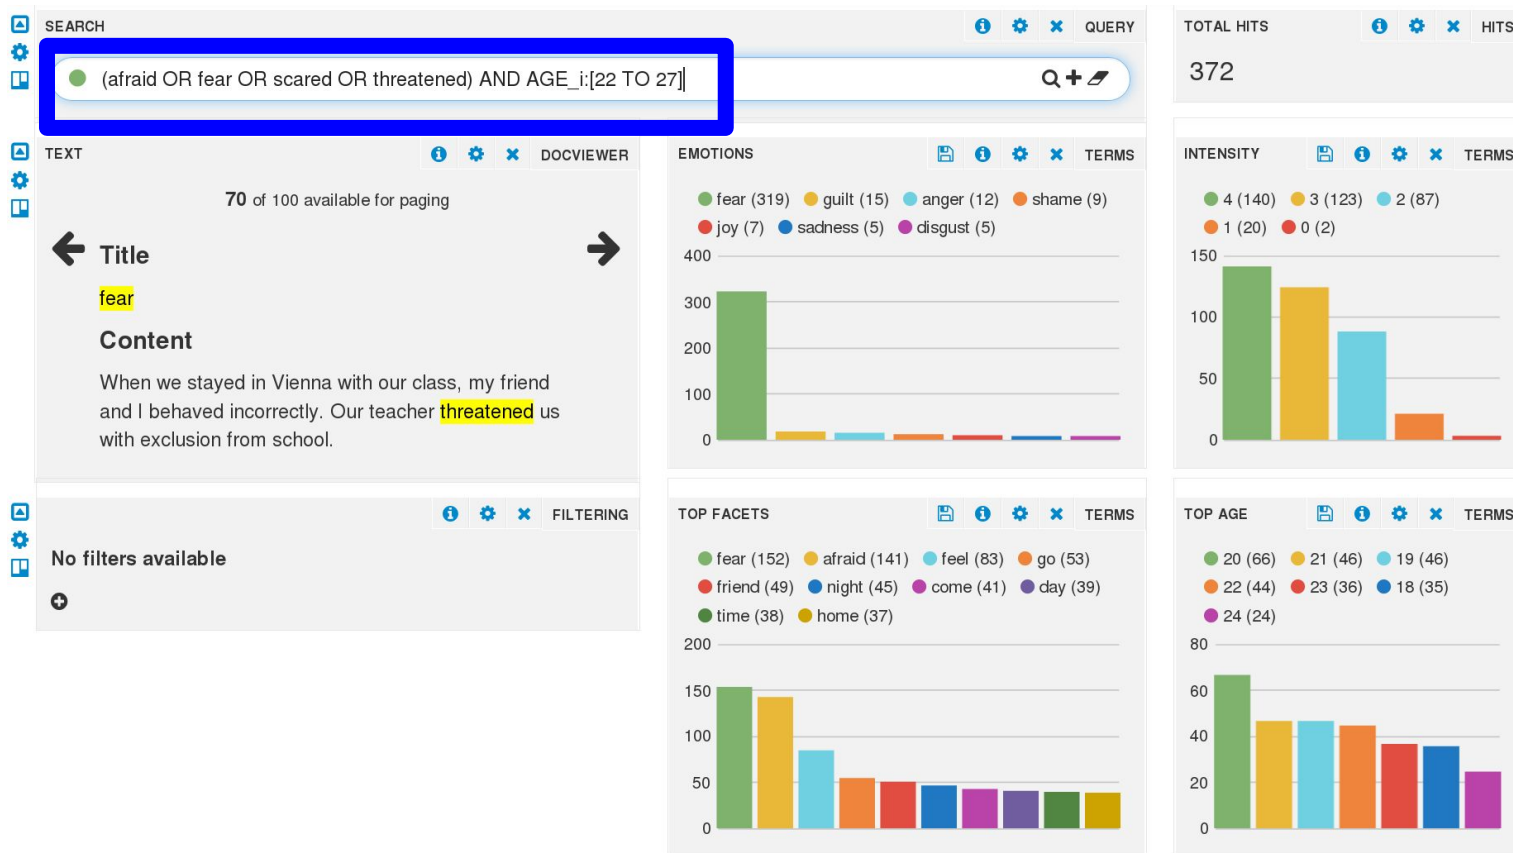 SEARCH
QUERY
(afraid OR fear OR scared OR threatened) AND AGE_i:[22 TO 27]
TOTAL HITS
HITS
372
TEXT
DOCVIEWER
70 of 100 available for paging
Title
fear
Content
When we stayed in Vienna with our class, my friend
and I behaved incorrectly. Our teacher threatened us
with exclusion from school.
EMOTIONS
TERMS
fear (319) guilt (15) anger (12) shame (9)
joy (7) sadness (5) disgust (5)
400
300
200
100
0
INTENSITY
TERMS
4 (140) 3 (123) 2 (87)
1 (20) 0 (2)
150
100
50
0
FILTERING
No filters available
TOP FACETS
TERMS
fear (152) afraid (141) feel (83) go (53)
friend (49) night (45) come (41) day (39)
time (38) home (37)
200
150
100
50
0
TOP AGE
TERMS
20 (66) 21 (46) 19 (46)
22 (44) 23 (36) 18 (35)
24 (24)
80
60
40
20
0